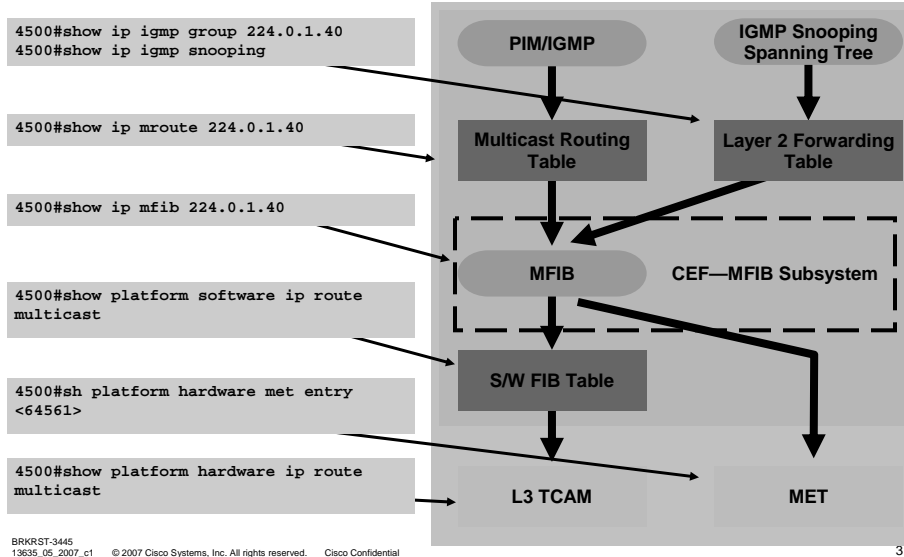 4500#show ip igmp group 224.0.1.40
4500#show ip igmp snooping
4500#show ip mroute 224.0.1.40
4500#show ip mfib 224.0.1.40
4500#show platform software ip route
multicast
4500#sh platform hardware met entry
<64561>
4500#show platform hardware ip route
multicast
PIM/IGMP
IGMP Snooping
Spanning Tree
Multicast Routing
Table
Layer 2 Forwarding
Table
MFIB
CEF—MFIB Subsystem
S/W FIB Table
L3 TCAM
MET
BRKRST-3445
13635_05_2007_c1 © 2007 Cisco Systems, Inc. All rights reserved. Cisco Confidential
3